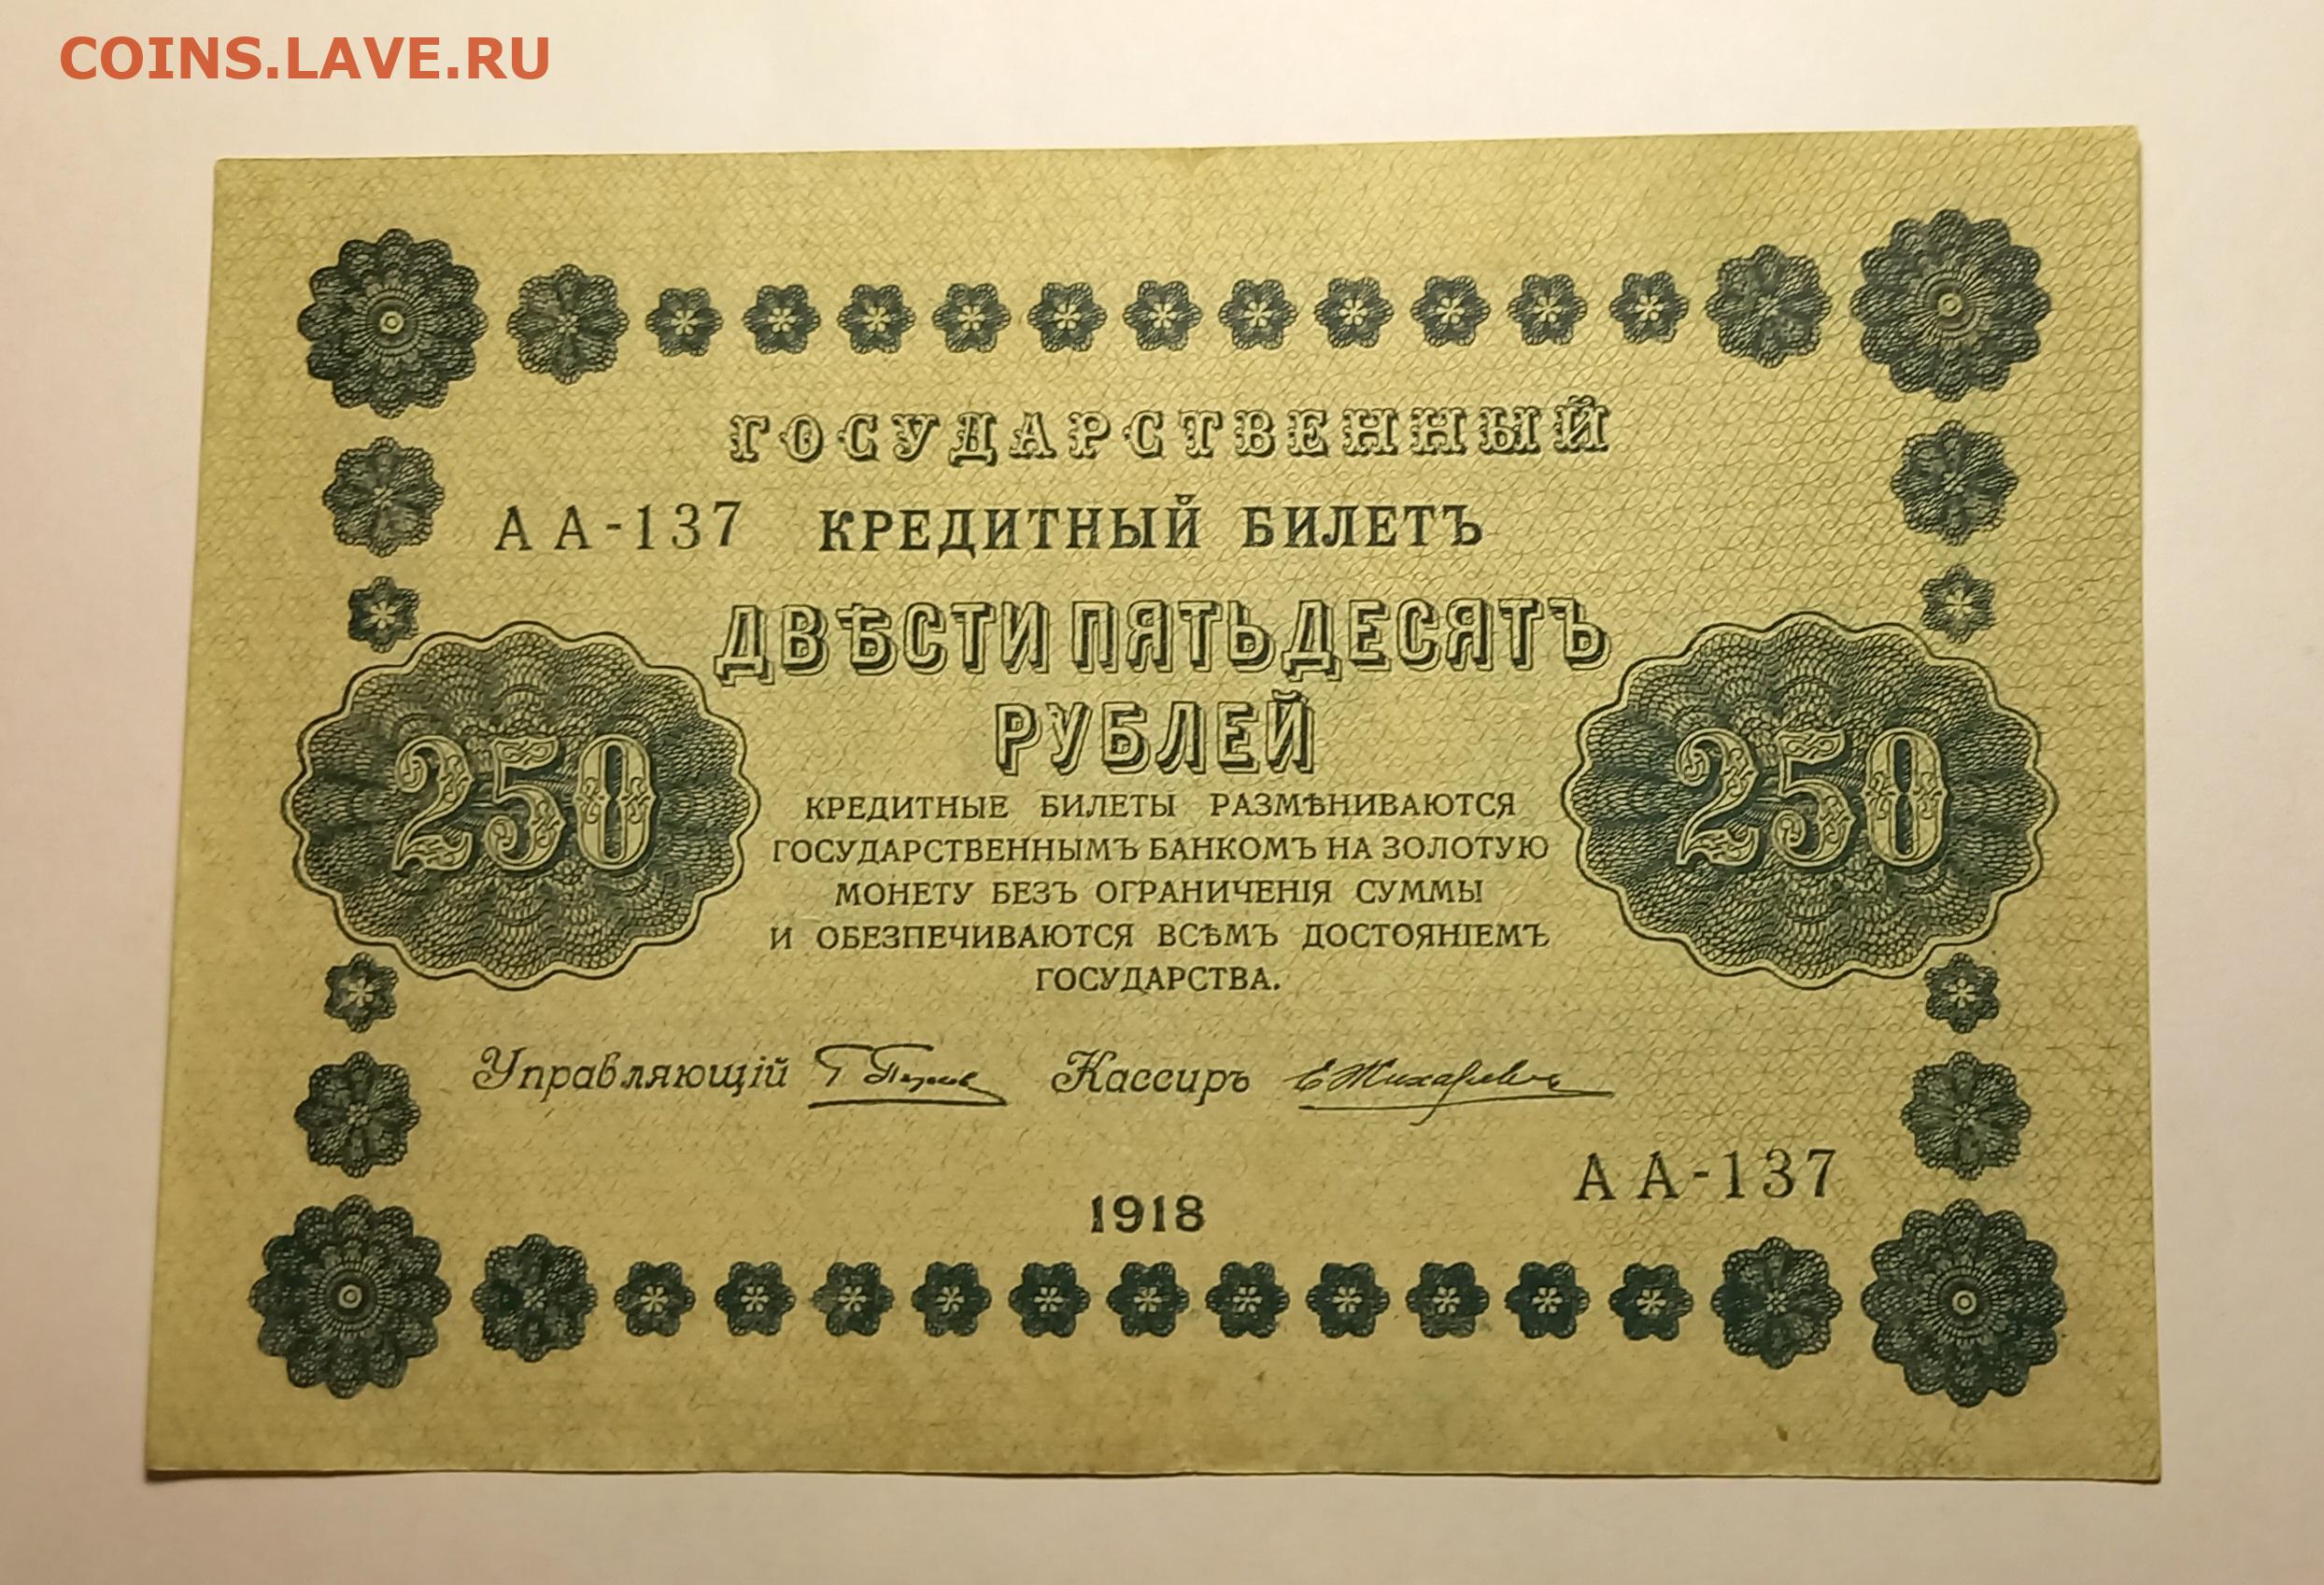 COINS.LAVE.RU
ГОСУДАРСТВЕННЫЙ
АА-137 КРЕДИТНЫЙ БИЛЕТЪ
ДВѢСТИ ПЯТЬДЕСЯТЪ
РУБЛЕЙ
250 250
КРЕДИТНЫЕ БИЛЕТЫ РАЗМѢНИВАЮТСЯ
ГОСУДАРСТВЕННЫМЪ БАНКОМЪ НА ЗОЛОТУЮ
МОНЕТУ БЕЗЪ ОГРАНИЧЕНІЯ СУММЫ
И ОБЕЗПЕЧИВАЮТСЯ ВСѢМЪ ДОСТОЯНІЕМЪ
ГОСУДАРСТВА.
Управляющій Кассиръ
АА-137
1918